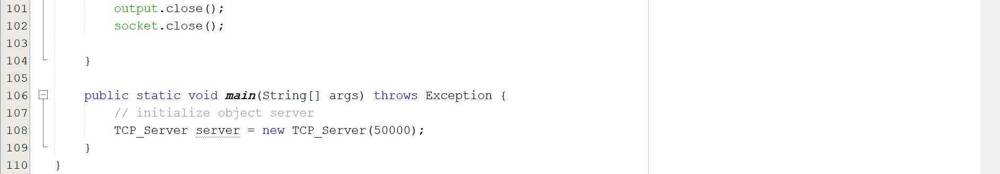 101 output.close();
102 socket.close();
103
104 }
105
106 public static void main(String[] args) throws Exception {
107 // initialize object server
108 TCP_Server server = new TCP_Server(50000);
109 }
110 }